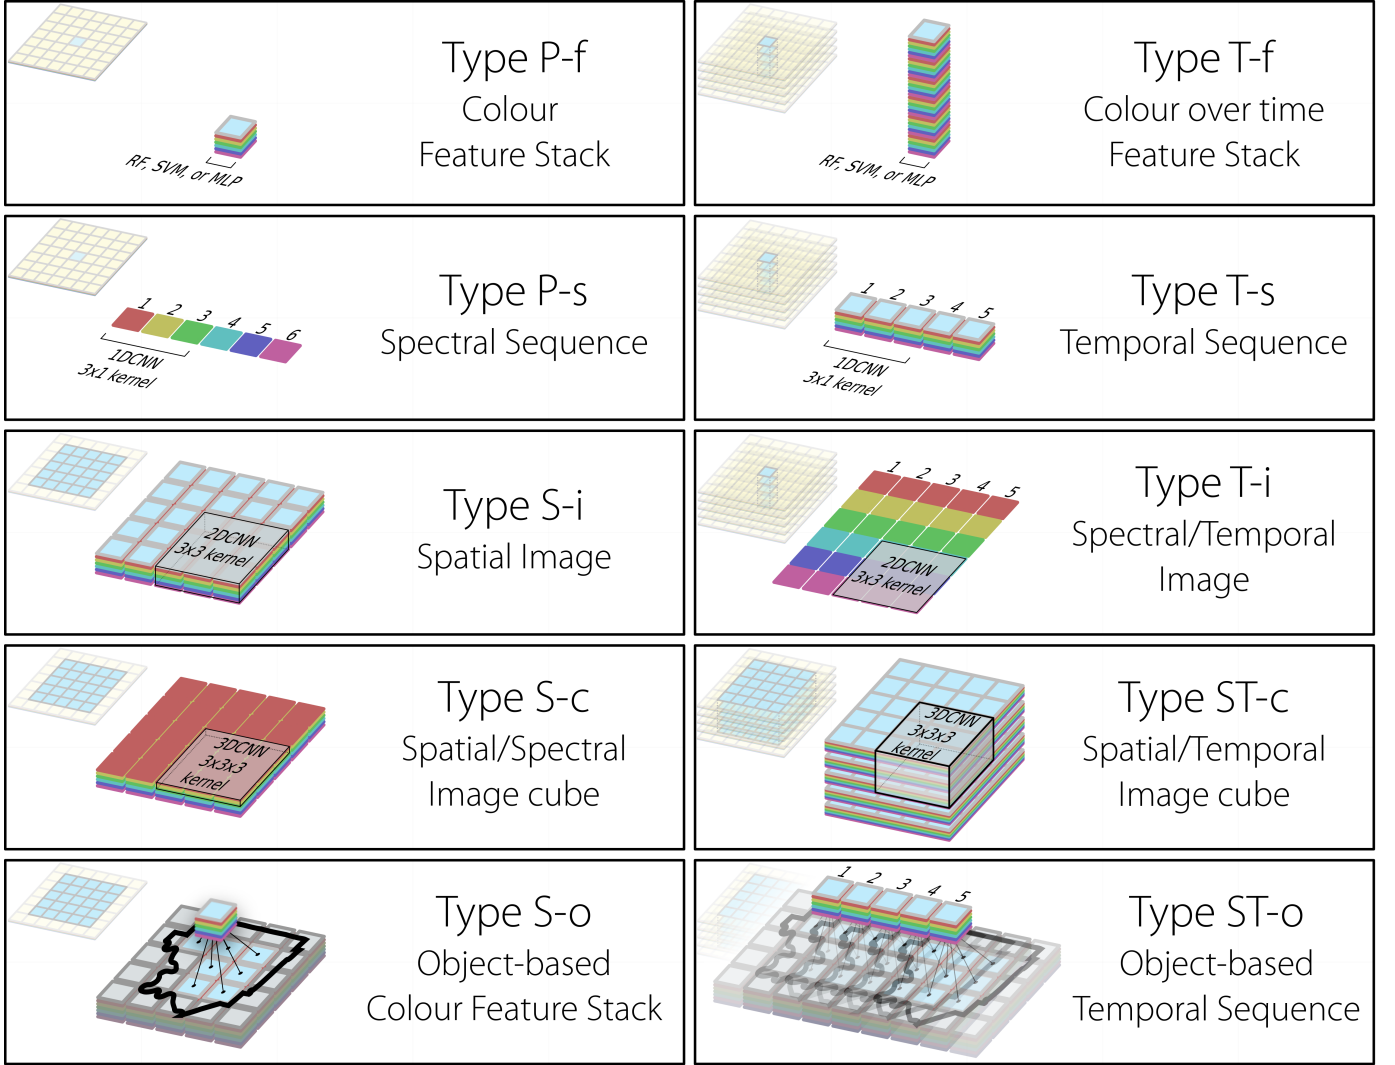 Type P-f
Colour
Feature Stack
RF, SVM, or MLP
Type T-f
Colour over time
Feature Stack
RF, SVM, or MLP
Type P-s
Spectral Sequence
1 2 3 4 5 6
1DCNN
3x1 kernel
Type T-s
Temporal Sequence
1 2 3 4 5
1DCNN
3x1 kernel
Type S-i
Spatial Image
2DCNN
3x3 kernel
Type T-i
Spectral/Temporal
Image
1 2 3 4 5
2DCNN
3x3 kernel
Type S-c
Spatial/Spectral
Image cube
3DCNN
3x3x3
kernel
Type ST-c
Spatial/Temporal
Image cube
3DCNN
3x3x3
kernel
Type S-o
Object-based
Colour Feature Stack
Type ST-o
Object-based
Temporal Sequence
1 2 3 4 5